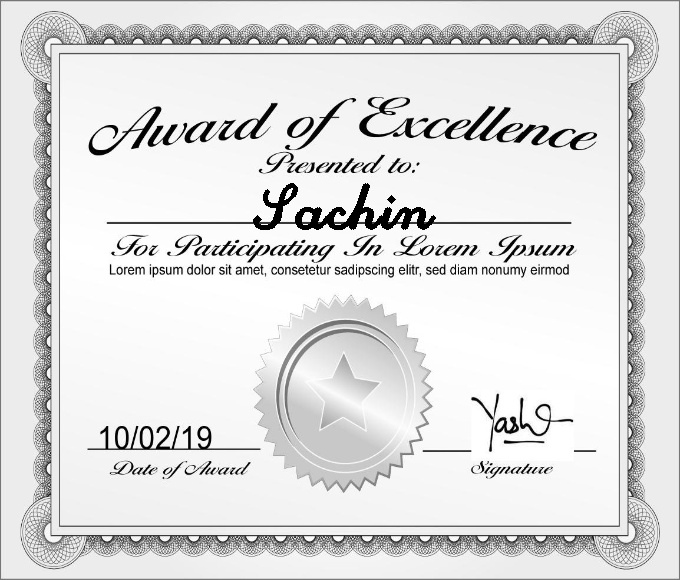 Award of Excellence
Presented to:
Sachin
For Participating In Lorem Ipsum
Lorem ipsum dolor sit amet, consetetur sadipscing elitr, sed diam nonumy eirmod
10/02/19
Date of Award
Yash
Signature